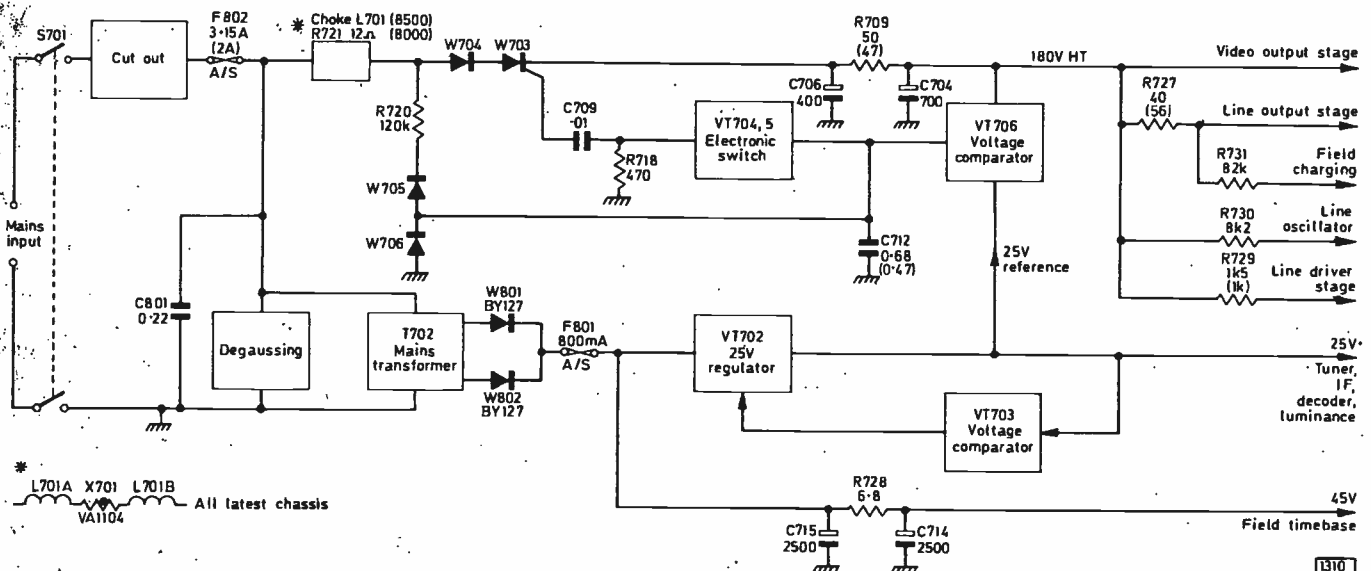 S701
Cut out
F802
3·15A
(2A)
A/S
* Choke L701 (8500)
R721 12Ω (8000)
W704
W703
R709
50
(47)
180V HT
Video output stage
C706
400
C704
700
R727
40
(56)
Line output stage
R720
120k
C709
·01
VT704,5
Electronic
switch
VT706
Voltage
comparator
R718
470
R731
82k
Field
charging
W705
W706
R730
8k2
Line
oscillator
Mains
input
C712
0·68
(0·47)
25V
reference
R729
1k5
(1k)
Line driver
stage
C801
0·22
Degaussing
T702
Mains
transformer
W801
BY127
W802
BY127
F801
800mA
A/S
VT702
25V
regulator
25V
Tuner,
IF,
decoder,
luminance
VT703
Voltage
comparator
*
L701A X701 L701B
VA1104
All latest chassis
R728
6·8
45V
Field timebase
C715
2500
C714
2500
1310